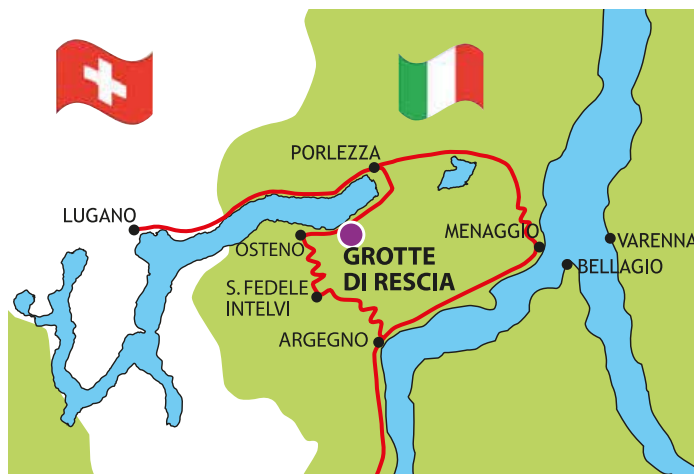 PORLEZZA
LUGANO
OSTENO
MENAGGIO
VARENNA
GROTTE
DI RESCIA
BELLAGIO
S. FEDELE
INTELVI
ARGEGNO